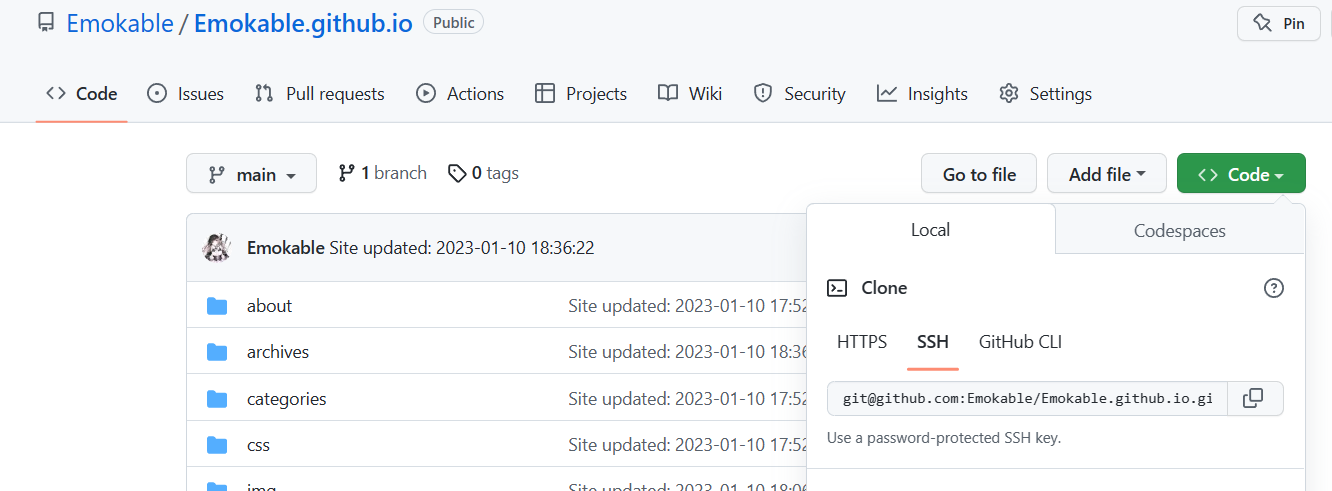 Emokable / Emokable.github.io Public Pin
Code Issues Pull requests Actions Projects Wiki Security Insights Settings
main 1 branch 0 tags Go to file Add file Code
Emokable Site updated: 2023-01-10 18:36:22
about Site updated: 2023-01-10 17:52
archives Site updated: 2023-01-10 18:36
categories Site updated: 2023-01-10 17:52
css Site updated: 2023-01-10 17:52
img Site updated: 2023-01-10 18:06
Local Codespaces
Clone
HTTPS SSH GitHub CLI
git@github.com:Emokable/Emokable.github.io.gi
Use a password-protected SSH key.